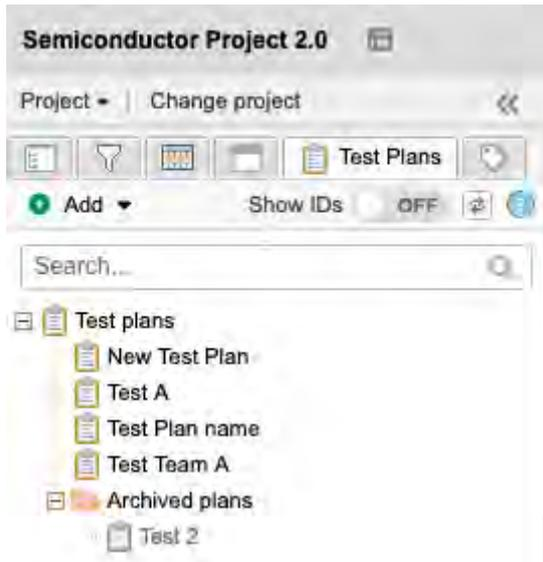 Semiconductor Project 2.0
Project | Change project
Test Plans
Add Show IDs OFF
Search...
Test plans
New Test Plan
Test A
Test Plan name
Test Team A
Archived plans
Test 2